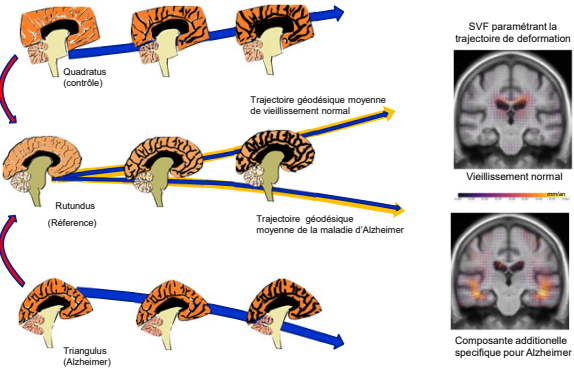 Quadratus
(contrôle)
Trajectoire géodésique moyenne
de vieillissement normal
Rutundus
(Réference)
Trajectoire géodésique
moyenne de la maladie d'Alzheimer
Triangulus
(Alzheimer)
SVF paramétrant la
trajectoire de deformation
Vieillissement normal
mm/an
Composante additionelle
specifique pour Alzheimer